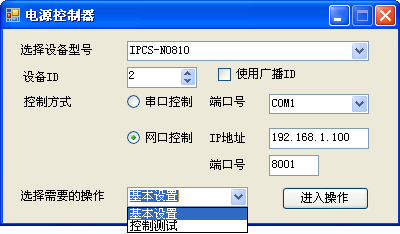 电源控制器
选择设备型号 IPCS-N0810
设备ID 2 使用广播ID
控制方式 串口控制 端口号 COM1
网口控制 IP地址 192.168.1.100
端口号 8001
选择需要的操作 基本设置 进入操作
基本设置
控制测试